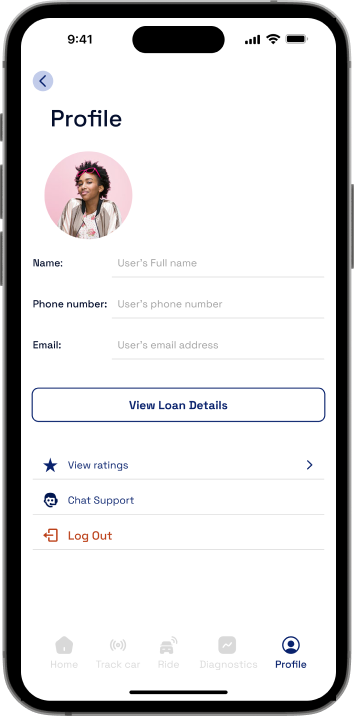 9:41
Profile
Name: User's Full name
Phone number: User's phone number
Email: User's email address
View Loan Details
View ratings
Chat Support
Log Out
Home Track car Ride Diagnostics Profile